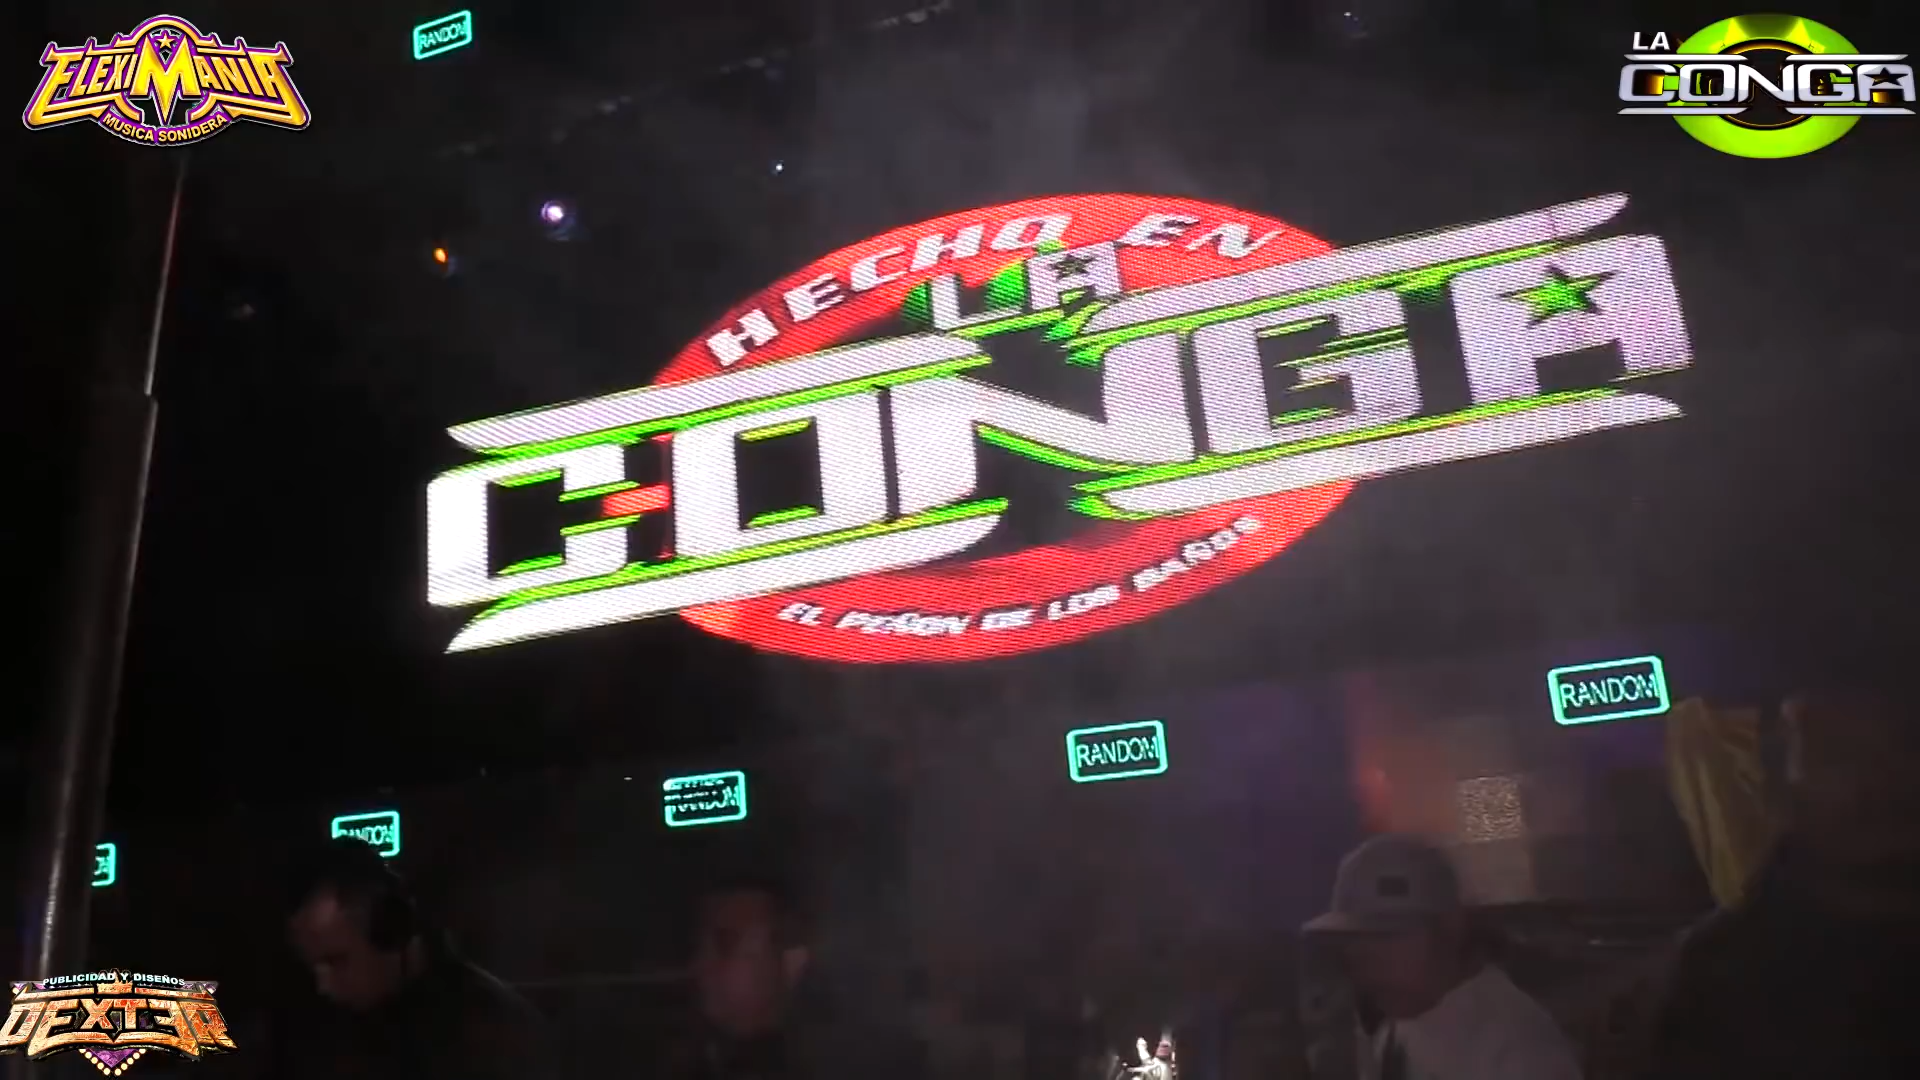 ELEXIMANIA
MUSICA SONIDERA
RANDOM
LA
CONGA
HECHO EN
LA
CONGA
EL PEÑON DE LOS BAÑOS
RANDOM
RANDOM
RANDOM
RANDOM
PUBLICIDAD Y DISEÑOS
DEXTER